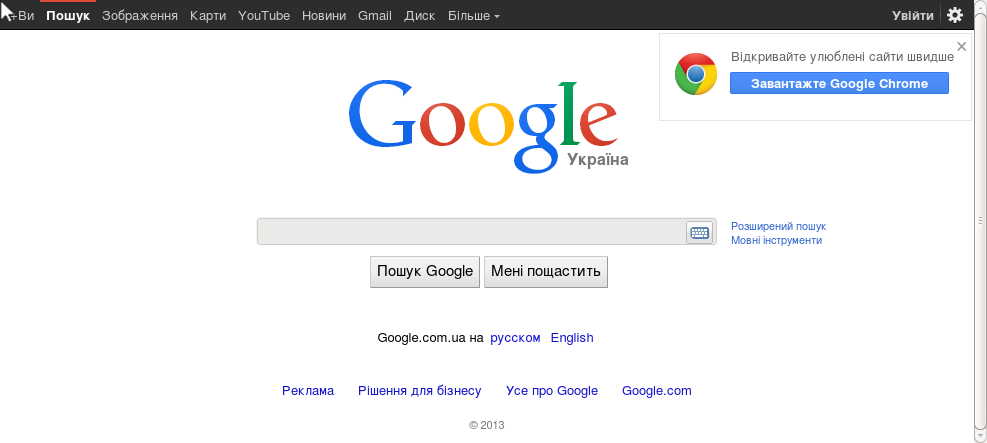 +Ви Пошук Зображення Карти YouTube Новини Gmail Диск Більше Увійти
Відкривайте улюблені сайти швидше
Завантажте Google Chrome
Google
Україна
Розширений пошук
Мовні інструменти
Пошук Google Мені пощастить
Google.com.ua на русском English
Реклама Рішення для бізнесу Усе про Google Google.com
© 2013